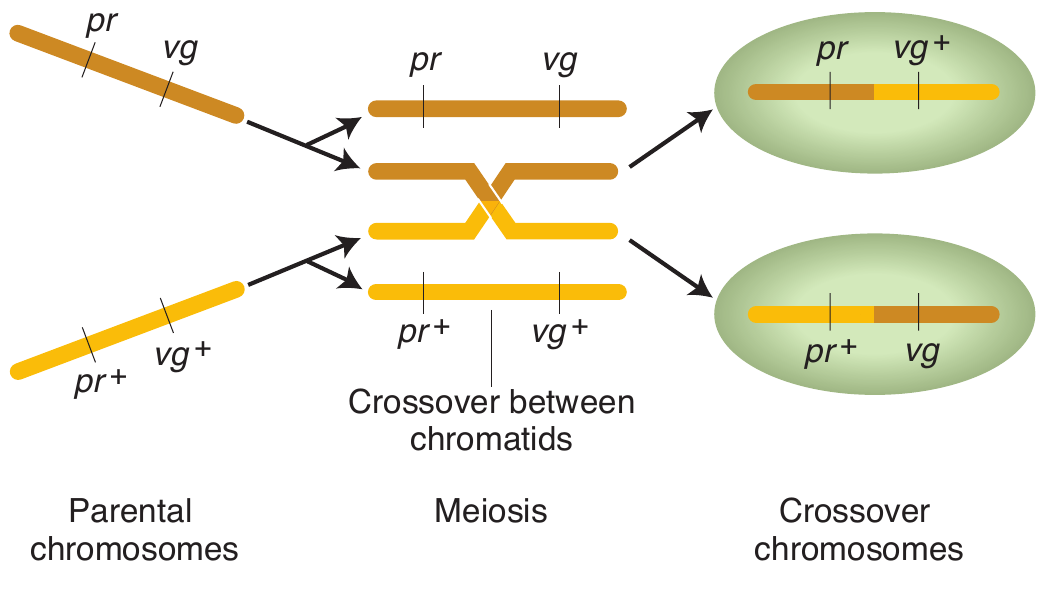 pr
vg
pr+
vg+
Parental
chromosomes
pr
vg
pr+
vg+
Crossover between
chromatids
Meiosis
pr
vg+
pr+
vg
Crossover
chromosomes